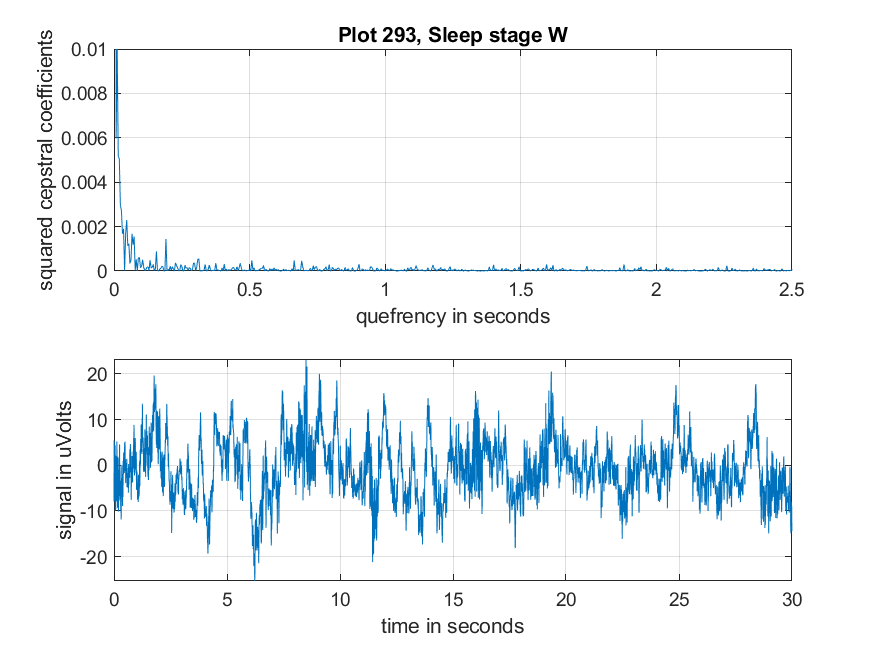 Plot 293, Sleep stage W
squared cepstral coefficients
0.01
0.008
0.006
0.004
0.002
0
0 0.5 1 1.5 2 2.5
quefrency in seconds
signal in uVolts
20
10
0
-10
-20
0 5 10 15 20 25 30
time in seconds